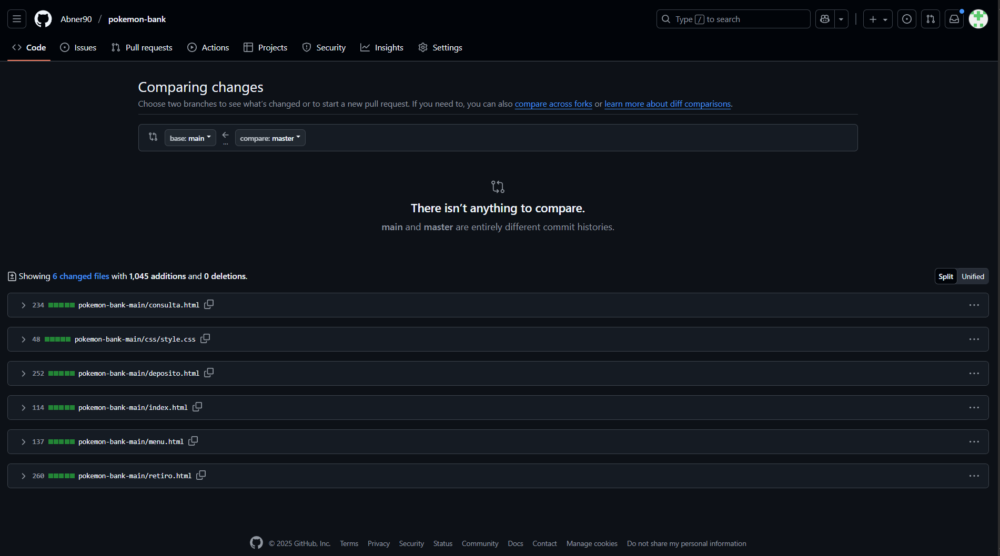 Abner90 / pokemon-bank
Type / to search
Code Issues Pull requests Actions Projects Security Insights Settings
Comparing changes
Choose two branches to see what's changed or to start a new pull request. If you need to, you can also compare across forks or learn more about diff comparisons.
base: main ← ... compare: master
There isn’t anything to compare.
main and master are entirely different commit histories.
Showing 6 changed files with 1,045 additions and 0 deletions.
Split Unified
234 pokemon-bank-main/consulta.html
48 pokemon-bank-main/css/style.css
252 pokemon-bank-main/deposito.html
114 pokemon-bank-main/index.html
137 pokemon-bank-main/menu.html
260 pokemon-bank-main/retiro.html
© 2025 GitHub, Inc. Terms Privacy Security Status Community Docs Contact Manage cookies Do not share my personal information